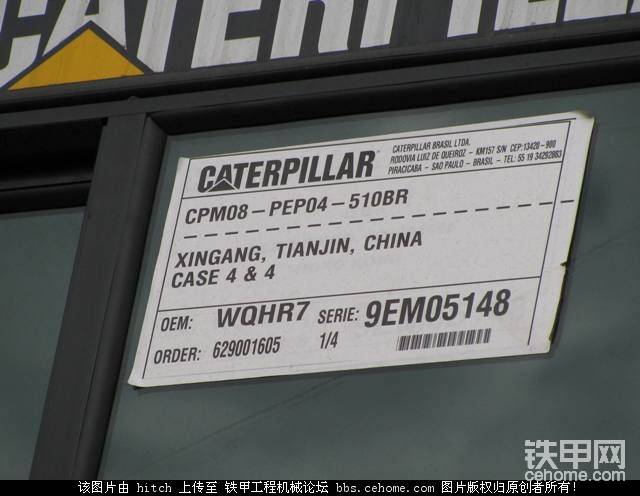 CATERPILL
CATERPILLAR
CATERPILLAR BRASIL LTDA.
RODOVIA LUIZ DE QUEIROZ - KM157 S/N CEP:13420-900
PIRACICABA - SAO PAULO - BRASIL - TEL: 55 19 34292883
CPM08-PEP04-510BR
XINGANG, TIANJIN, CHINA
CASE 4 & 4
OEM: WQHR7 SERIE: 9EM05148
ORDER: 629001605 1/4
铁甲网
WWW.CEHOME.COM
该图片由 hitch 上传至 铁甲工程机械论坛 bbs.cehome.com 图片版权归原创者所有!